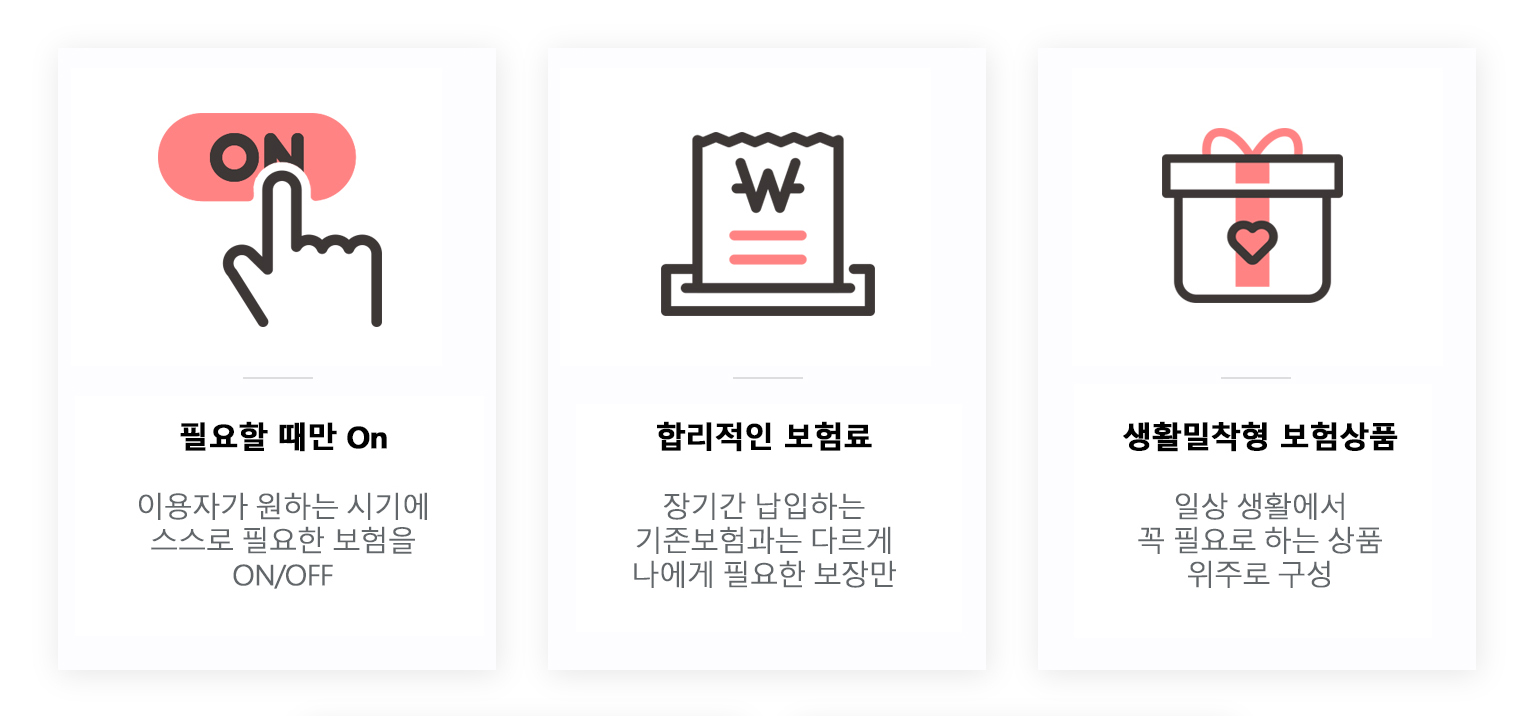 ON
필요할 때만 On
이용자가 원하는 시기에
스스로 필요한 보험을
ON/OFF
₩
합리적인 보험료
장기간 납입하는
기존보험과는 다르게
나에게 필요한 보장만
생활밀착형 보험상품
일상 생활에서
꼭 필요로 하는 상품
위주로 구성